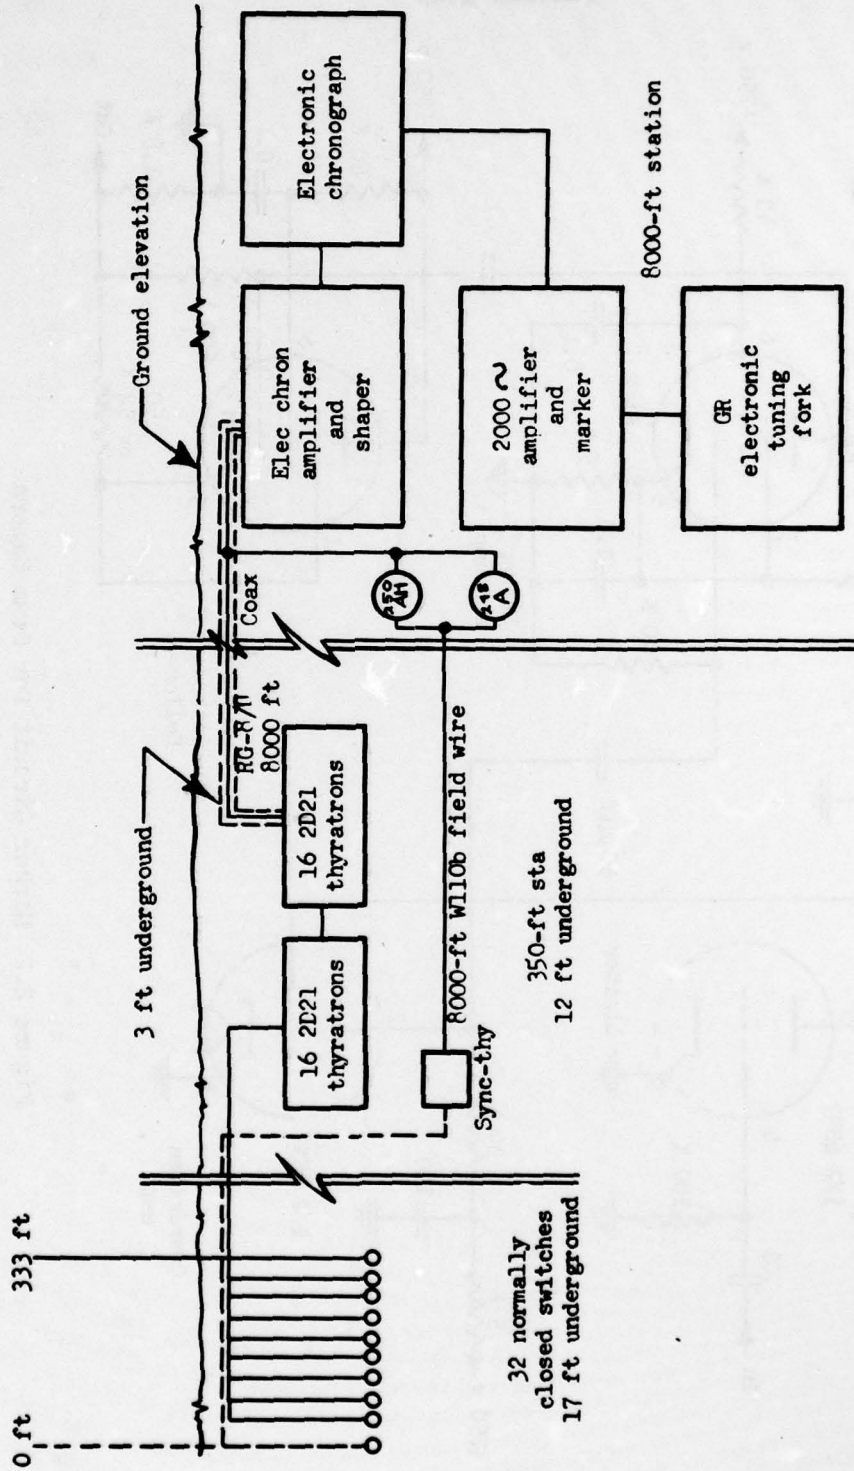 0 ft
333 ft
3 ft underground
Ground elevation
RG-8/U
8000 ft
Coax
16 2D21
thyratrons
16 2D21
thyratrons
Elec chron
amplifier
and
shaper
Electronic
chronograph
250
AH
A
Sync-thy
8000-ft W110b field wire
2000 ~
amplifier
and
marker
32 normally
closed switches
17 ft underground
350-ft sta
12 ft underground
8000-ft station
GR
electronic
tuning
fork